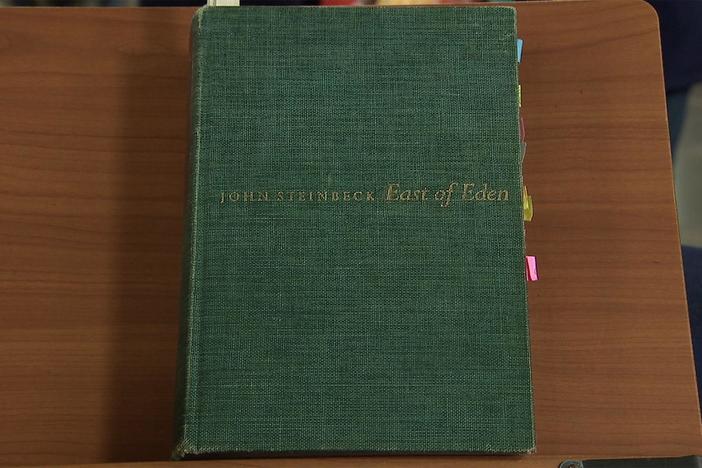 JOHN STEINBECK East of Eden